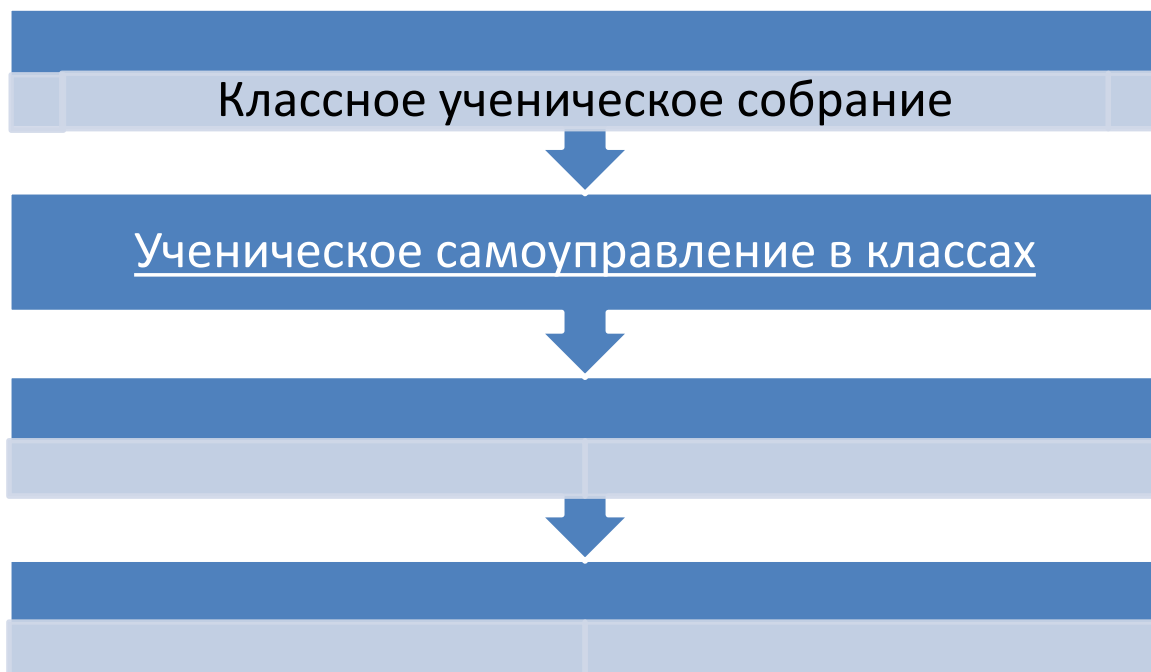 Классное ученическое собрание
Ученическое самоуправление в классах